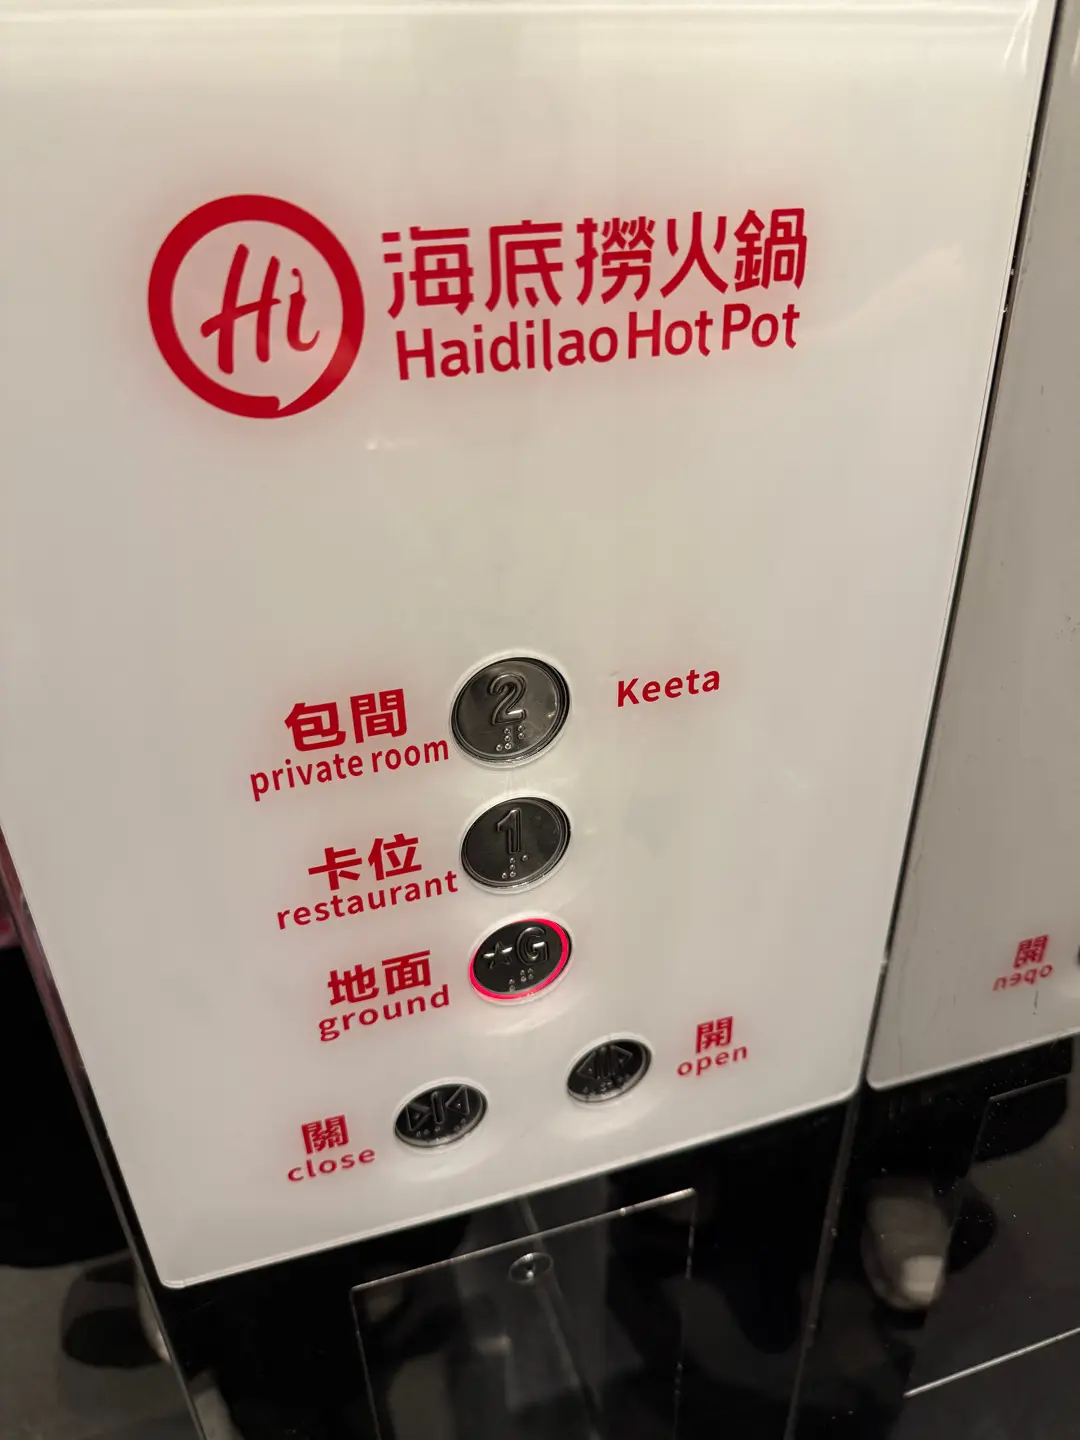 Hi
海底撈火鍋
Haidilao Hot Pot
包間
private room
2
Keeta
卡位
restaurant
1
地面
ground
★G
開
open
關
close
開
open